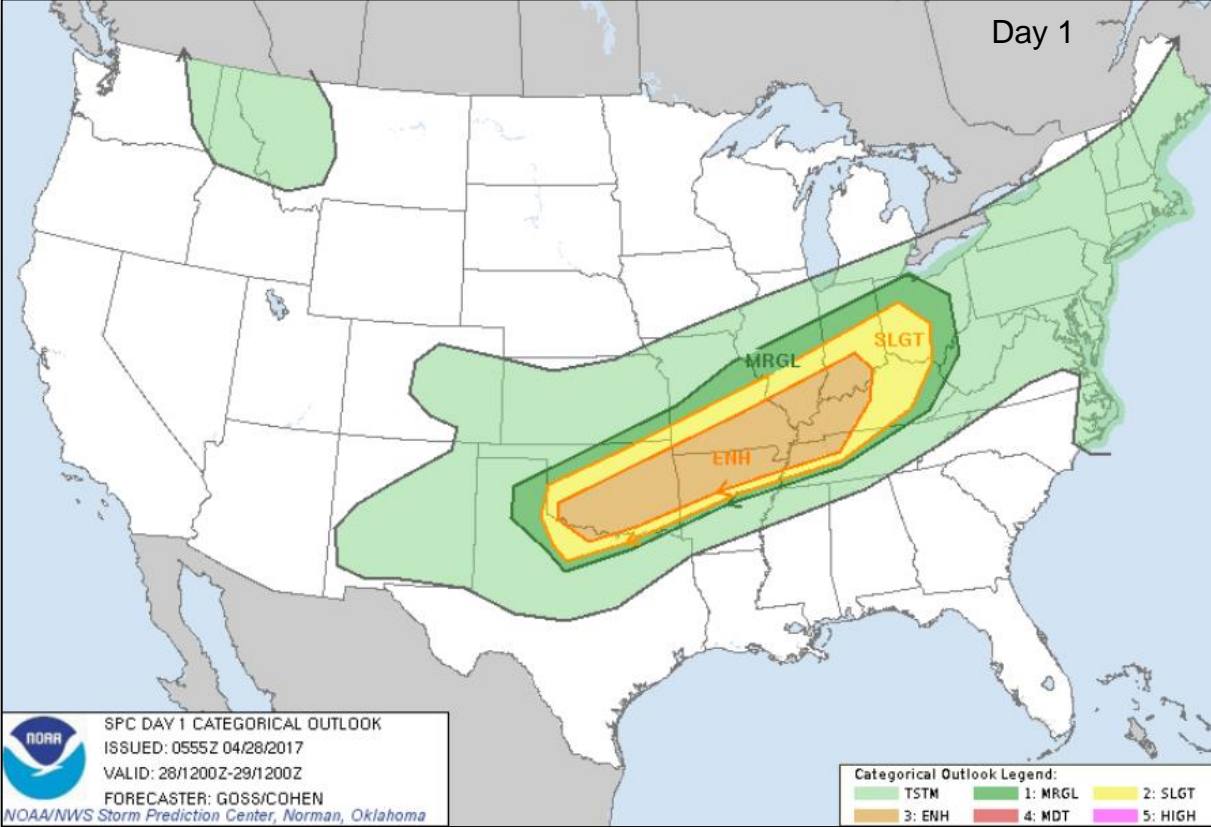 Day 1
SLGT
MRGL
ENH
NOAA
SPC DAY 1 CATEGORICAL OUTLOOK
ISSUED: 0555Z 04/28/2017
VALID: 28/1200Z-29/1200Z
FORECASTER: GOSS/COHEN
NOAA/NWS Storm Prediction Center, Norman, Oklahoma
Categorical Outlook Legend:
TSTM 1: MRGL 2: SLGT
3: ENH 4: MDT 5: HIGH